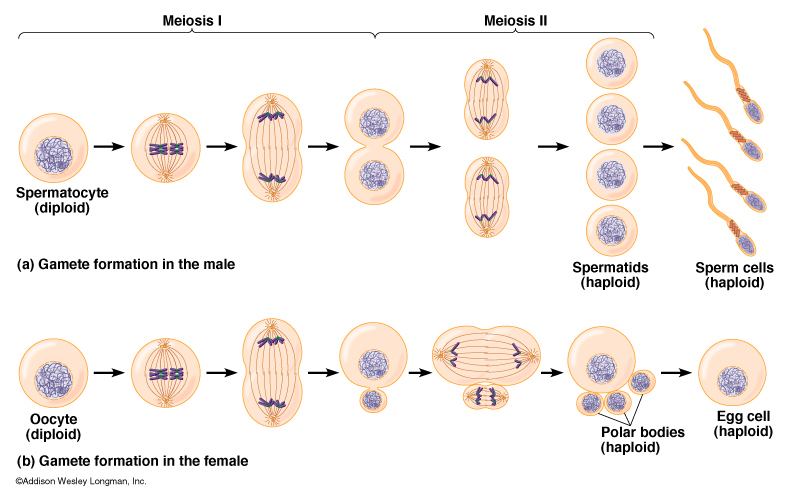 Meiosis I
Meiosis II
Spermatocyte
(diploid)
Spermatids
(haploid)
Sperm cells
(haploid)
(a) Gamete formation in the male
Oocyte
(diploid)
Polar bodies
(haploid)
Egg cell
(haploid)
(b) Gamete formation in the female
©Addison Wesley Longman, Inc.